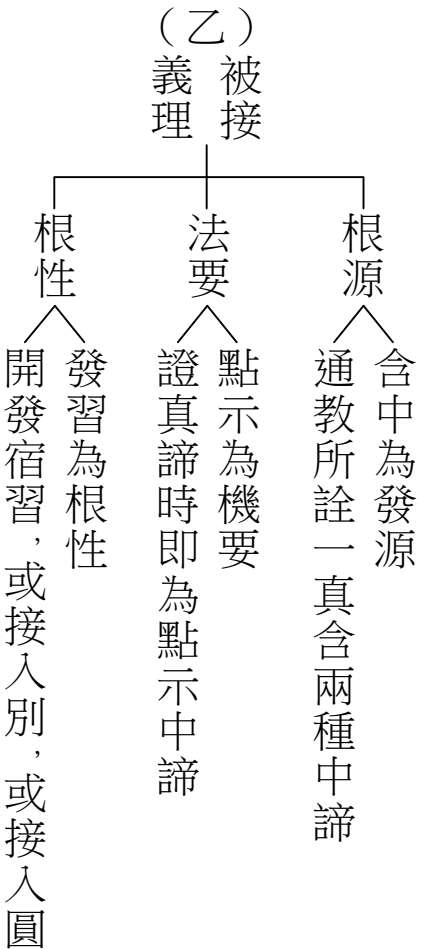 （乙）
被接
義理
根源
含中為發源
通教所詮一真含兩種中諦
法要
點示為機要
證真諦時即為點示中諦
根性
發習為根性
開發宿習，或接入別，或接入圓